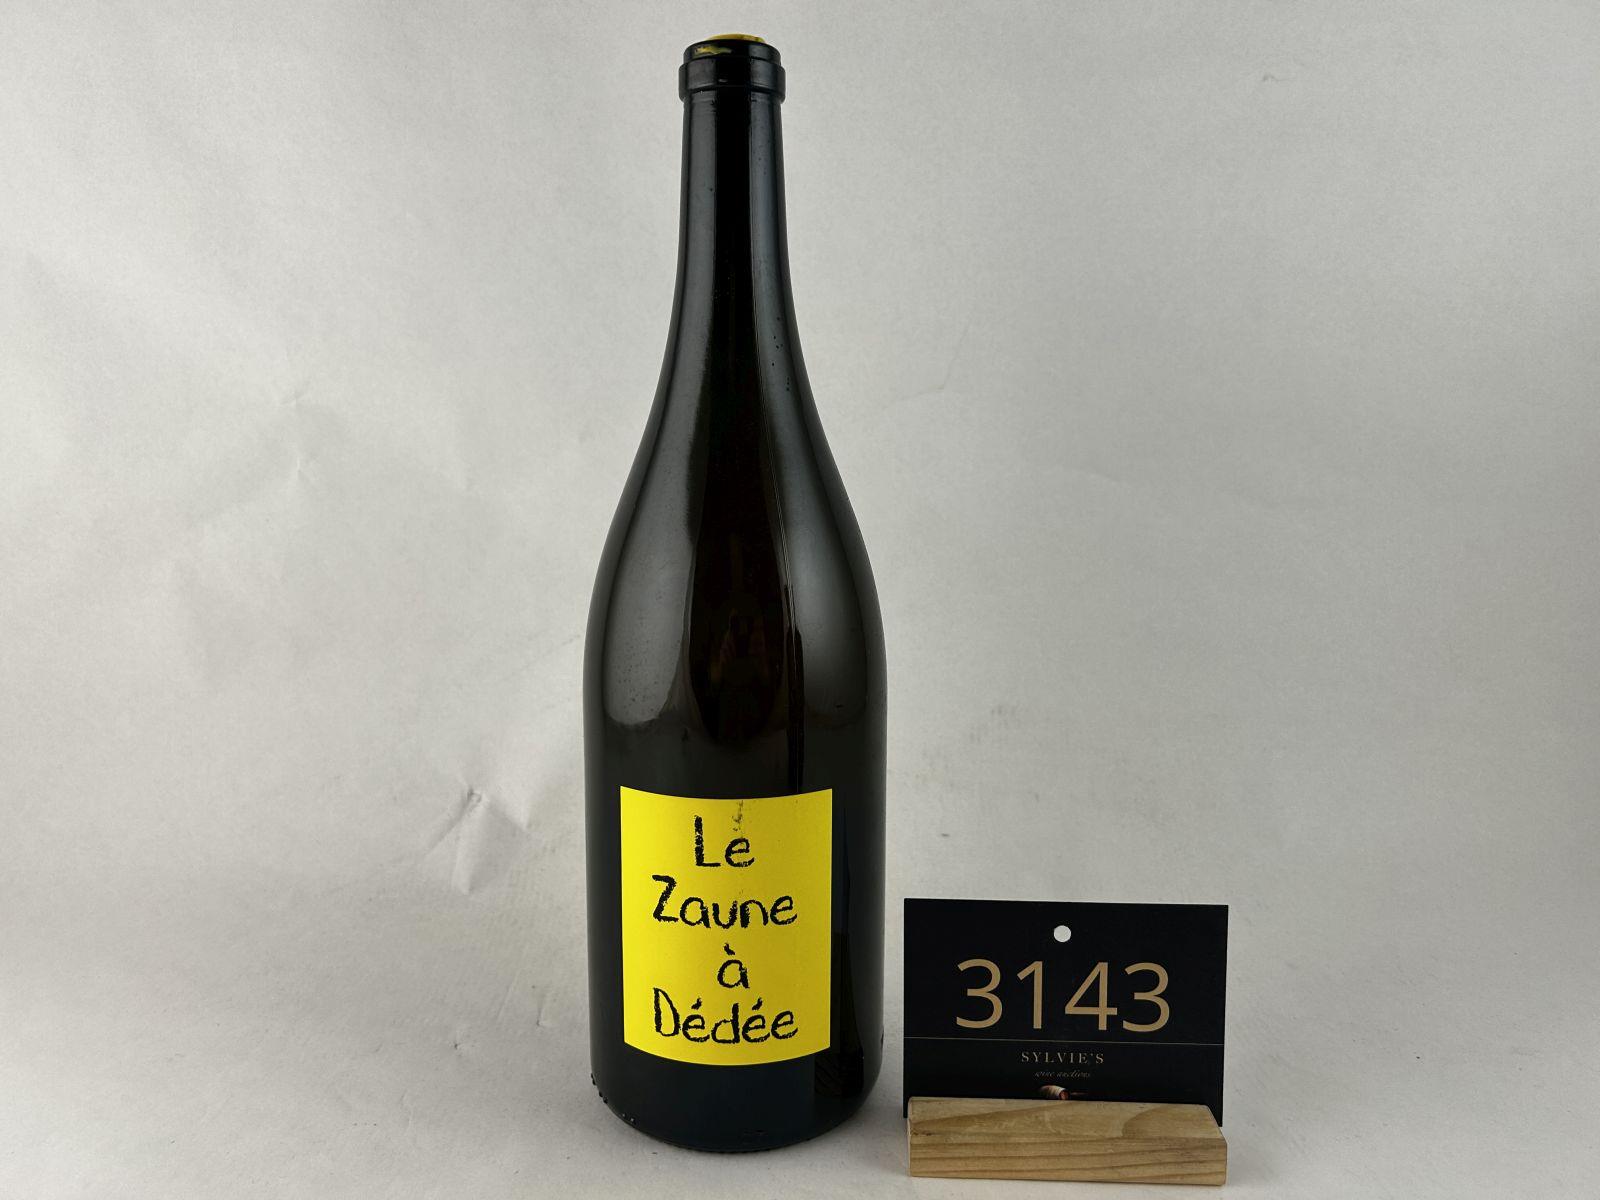 Le
Zaune
à
Dédée
3143
SYLVIE'S
wine auctions